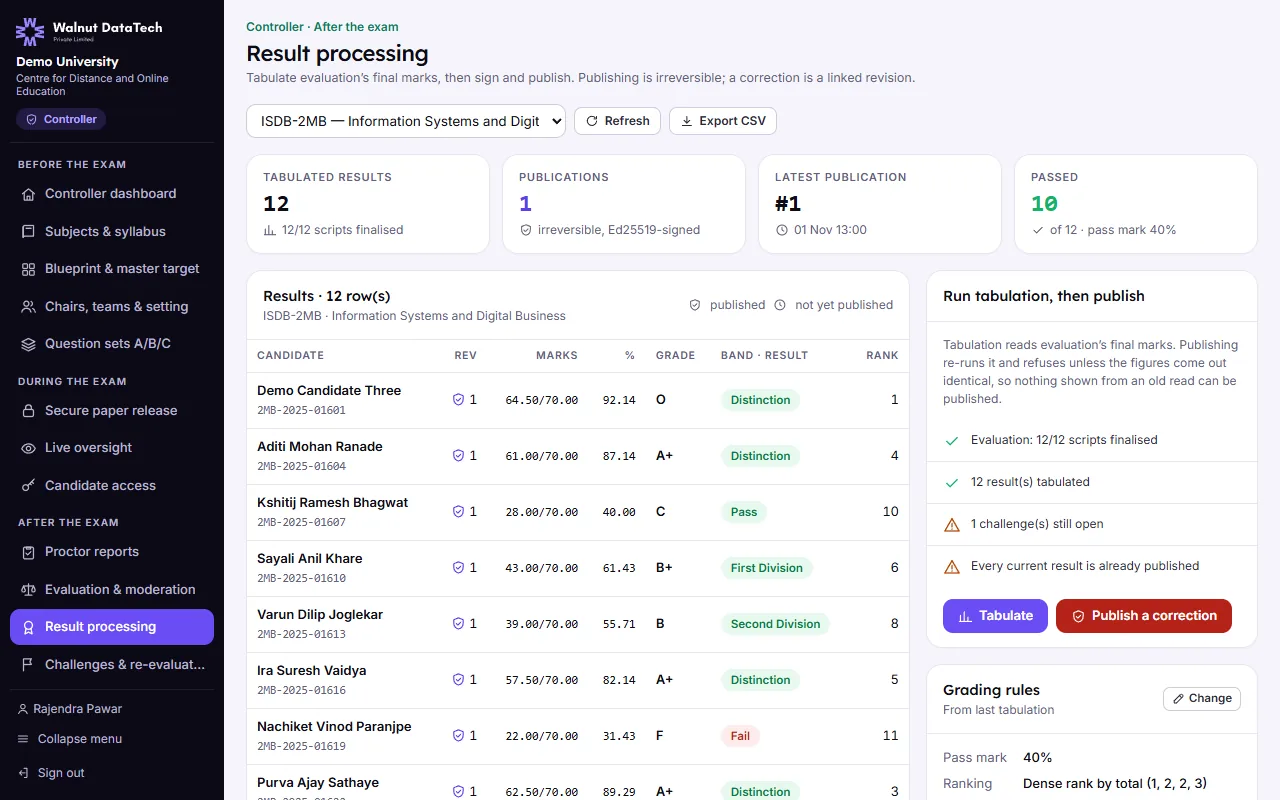 Walnut DataTech
Private Limited
Demo University
Centre for Distance and Online
Education
Controller
BEFORE THE EXAM
Controller dashboard
Subjects & syllabus
Blueprint & master target
Chairs, teams & setting
Question sets A/B/C
DURING THE EXAM
Secure paper release
Live oversight
Candidate access
AFTER THE EXAM
Proctor reports
Evaluation & moderation
Result processing
Challenges & re-evaluat...
Rajendra Pawar
Collapse menu
Sign out
Controller · After the exam
Result processing
Tabulate evaluation's final marks, then sign and publish. Publishing is irreversible; a correction is a linked revision.
ISDB-2MB — Information Systems and Digit
Refresh
Export CSV
TABULATED RESULTS
12
12/12 scripts finalised
PUBLICATIONS
1
irreversible, Ed25519-signed
LATEST PUBLICATION
#1
01 Nov 13:00
PASSED
10
of 12 · pass mark 40%
Results · 12 row(s)
ISDB-2MB · Information Systems and Digital Business
published not yet published
CANDIDATE REV MARKS % GRADE BAND · RESULT RANK
Demo Candidate Three
2MB-2025-01601
1 64.50/70.00 92.14 O Distinction 1
Aditi Mohan Ranade
2MB-2025-01604
1 61.00/70.00 87.14 A+ Distinction 4
Kshitij Ramesh Bhagwat
2MB-2025-01607
1 28.00/70.00 40.00 C Pass 10
Sayali Anil Khare
2MB-2025-01610
1 43.00/70.00 61.43 B+ First Division 6
Varun Dilip Joglekar
2MB-2025-01613
1 39.00/70.00 55.71 B Second Division 8
Ira Suresh Vaidya
2MB-2025-01616
1 57.50/70.00 82.14 A+ Distinction 5
Nachiket Vinod Paranjpe
2MB-2025-01619
1 22.00/70.00 31.43 F Fail 11
Purva Ajay Sathaye
1 62.50/70.00 89.29 A+ Distinction 3
Run tabulation, then publish
Tabulation reads evaluation's final marks. Publishing
re-runs it and refuses unless the figures come out
identical, so nothing shown from an old read can be
published.
Evaluation: 12/12 scripts finalised
12 result(s) tabulated
1 challenge(s) still open
Every current result is already published
Tabulate
Publish a correction
Grading rules
From last tabulation
Change
Pass mark 40%
Ranking Dense rank by total (1, 2, 2, 3)